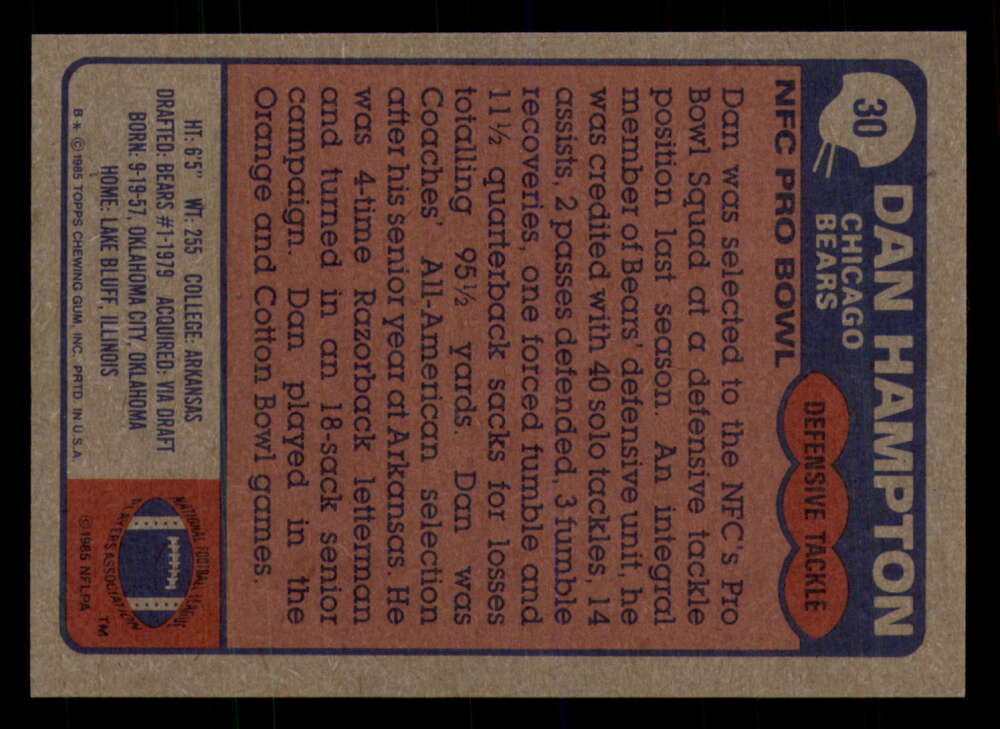 30
DAN HAMPTON
CHICAGO
BEARS
DEFENSIVE TACKLE
NFC PRO BOWL
Dan was selected to the NFC's Pro
Bowl Squad at a defensive tackle
position last season. An integral
member of Bears' defensive unit, he
was credited with 40 solo tackles, 14
assists, 2 passes defended, 3 fumble
recoveries, one forced fumble and
11½ quarterback sacks for losses
totalling 95½ yards. Dan was
Coaches' All-American selection
after his senior year at Arkansas. He
was 4-time Razorback letterman
and turned in an 18-sack senior
campaign. Dan played in the
Orange and Cotton Bowl games.
HT: 6'5" WT: 255 COLLEGE: ARKANSAS
DRAFTED: BEARS #1-1979 ACQUIRED: VIA DRAFT
BORN: 9-19-57, OKLAHOMA CITY, OKLAHOMA
HOME: LAKE BLUFF, ILLINOIS
B* © 1985 TOPPS CHEWING GUM, INC. PRTD. IN U.S.A.
NATIONAL FOOTBALL LEAGUE
PLAYERS ASSOCIATION
TM
© 1985 NFLPA